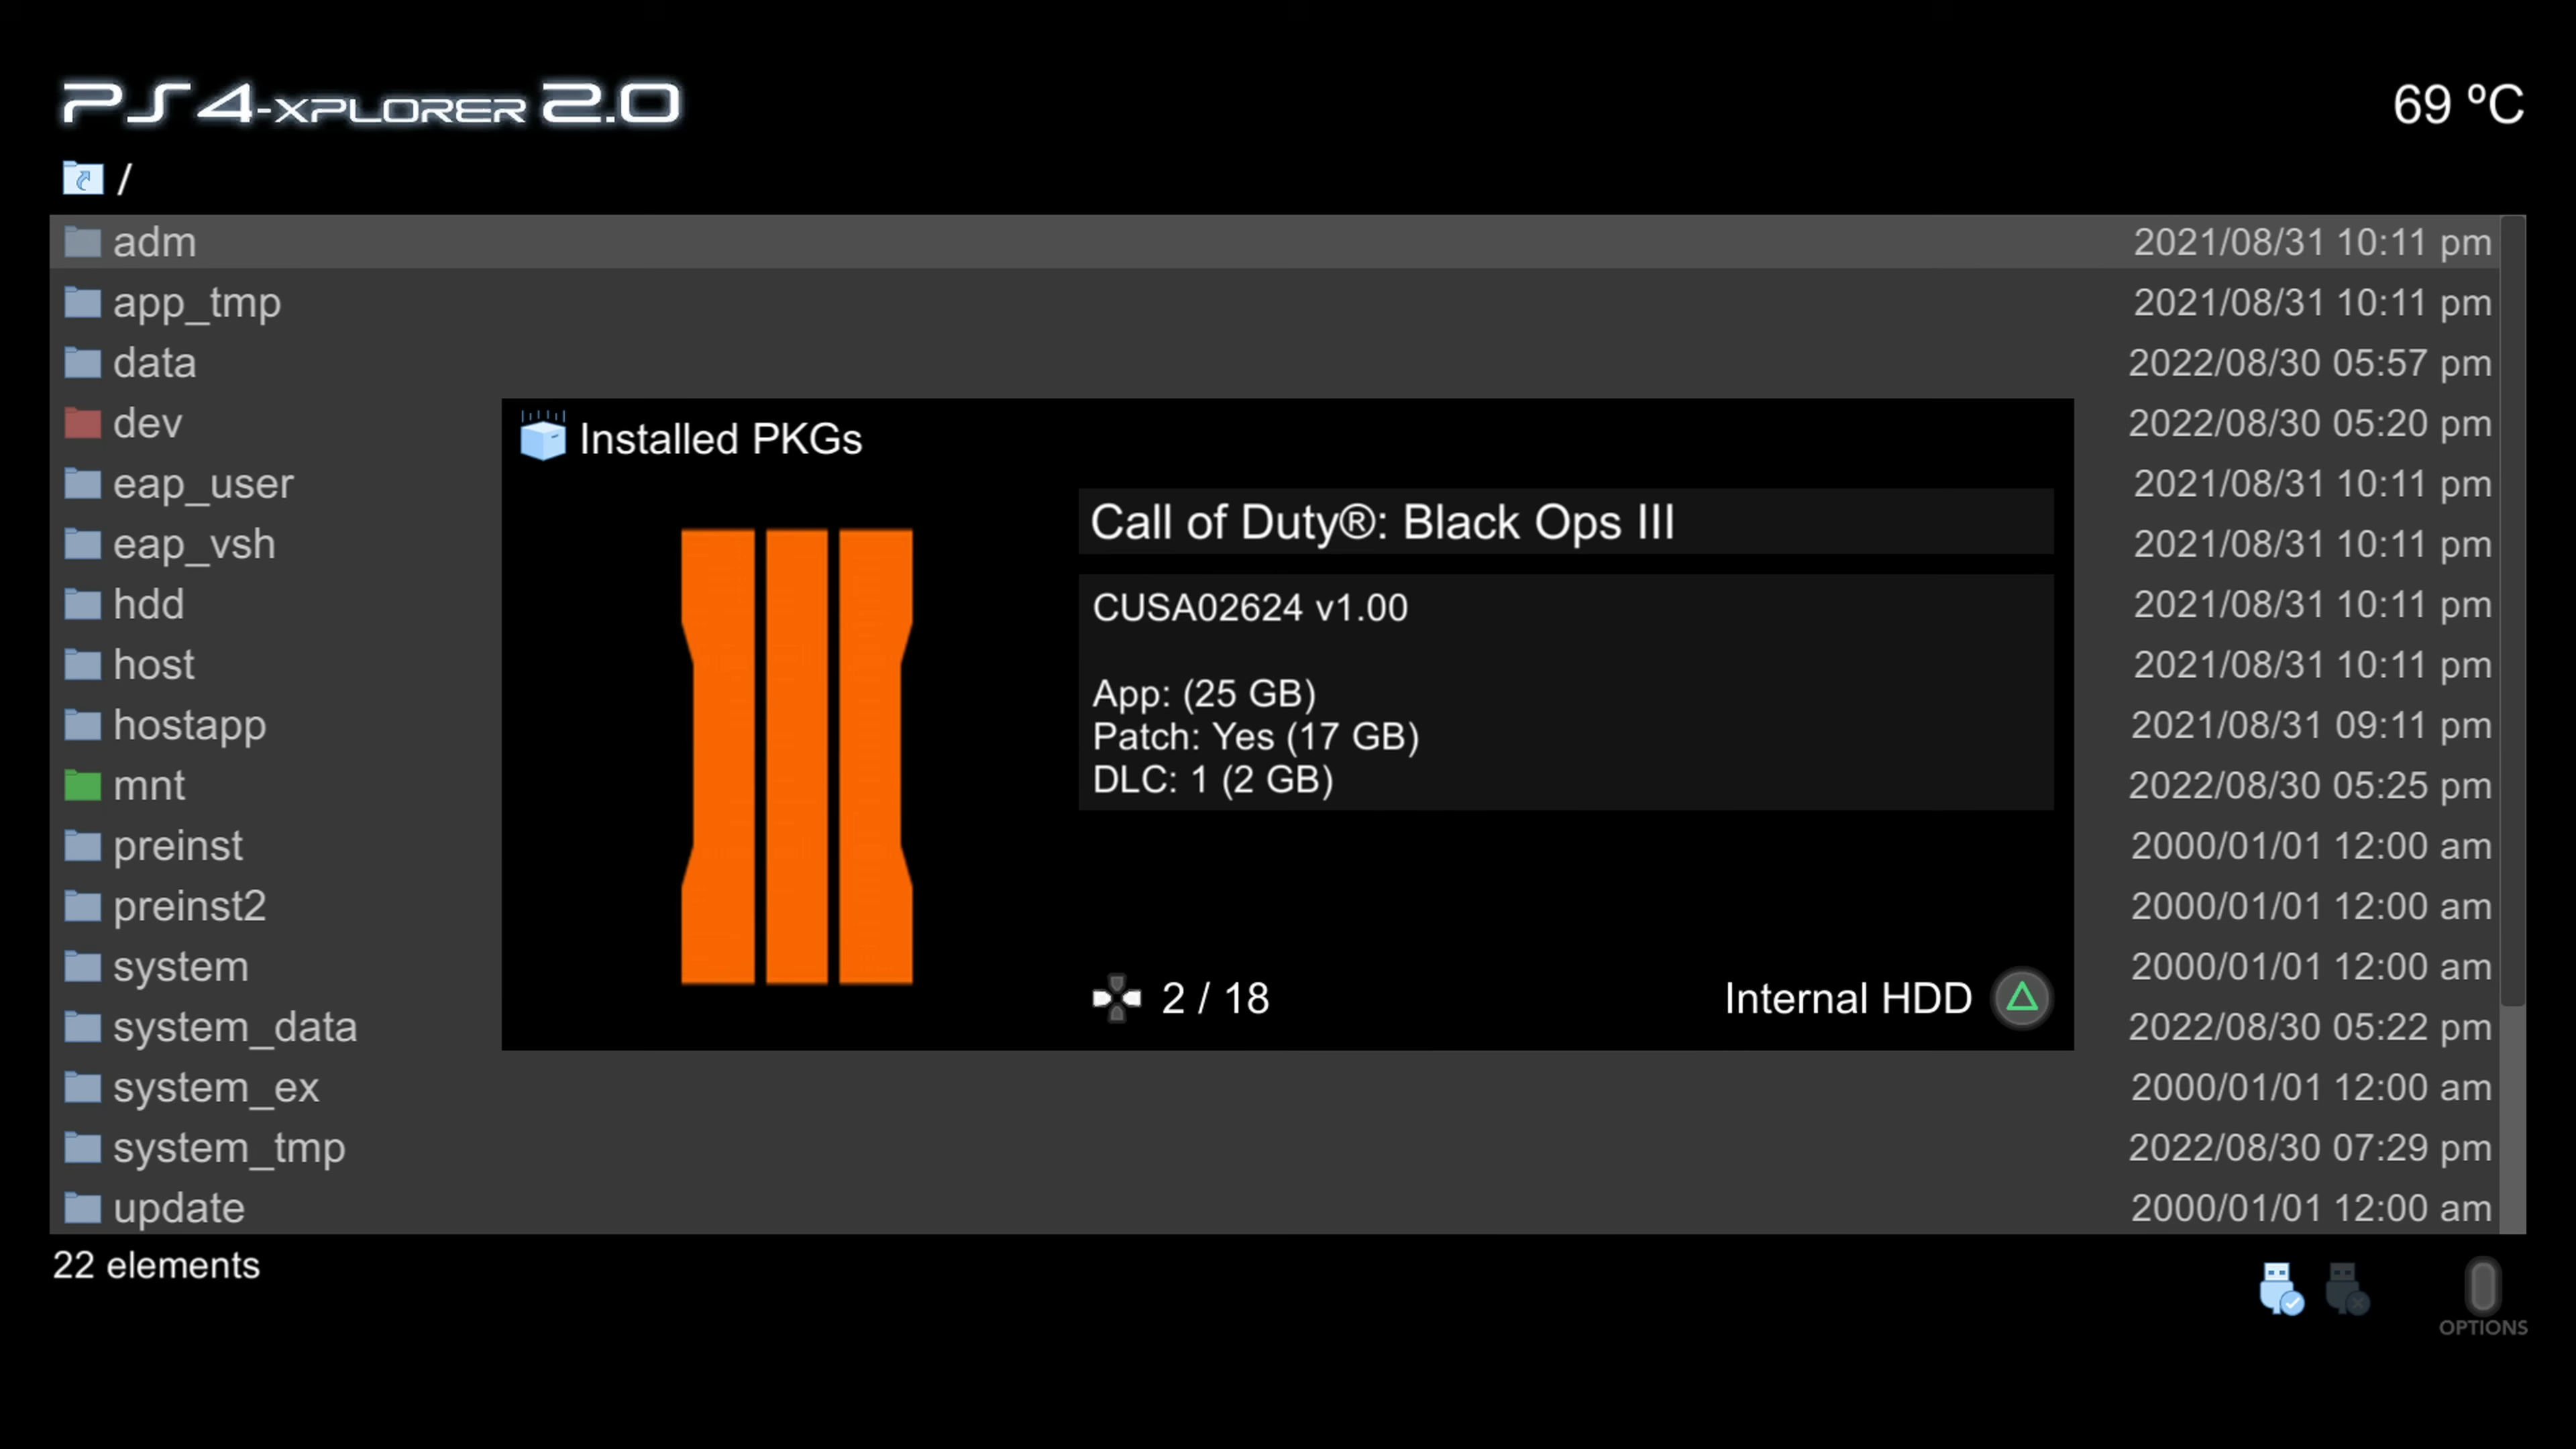 PS4-XPLORER 2.0
69 ºC
/
adm 2021/08/31 10:11 pm
app_tmp 2021/08/31 10:11 pm
data 2022/08/30 05:57 pm
dev 2022/08/30 05:20 pm
eap_user 2021/08/31 10:11 pm
eap_vsh 2021/08/31 10:11 pm
hdd 2021/08/31 10:11 pm
host 2021/08/31 10:11 pm
hostapp 2021/08/31 09:11 pm
mnt 2022/08/30 05:25 pm
preinst 2000/01/01 12:00 am
preinst2 2000/01/01 12:00 am
system 2000/01/01 12:00 am
system_data 2022/08/30 05:22 pm
system_ex 2000/01/01 12:00 am
system_tmp 2022/08/30 07:29 pm
update 2000/01/01 12:00 am
Installed PKGs
Call of Duty®: Black Ops III
CUSA02624 v1.00
App: (25 GB)
Patch: Yes (17 GB)
DLC: 1 (2 GB)
2 / 18
Internal HDD
22 elements
OPTIONS